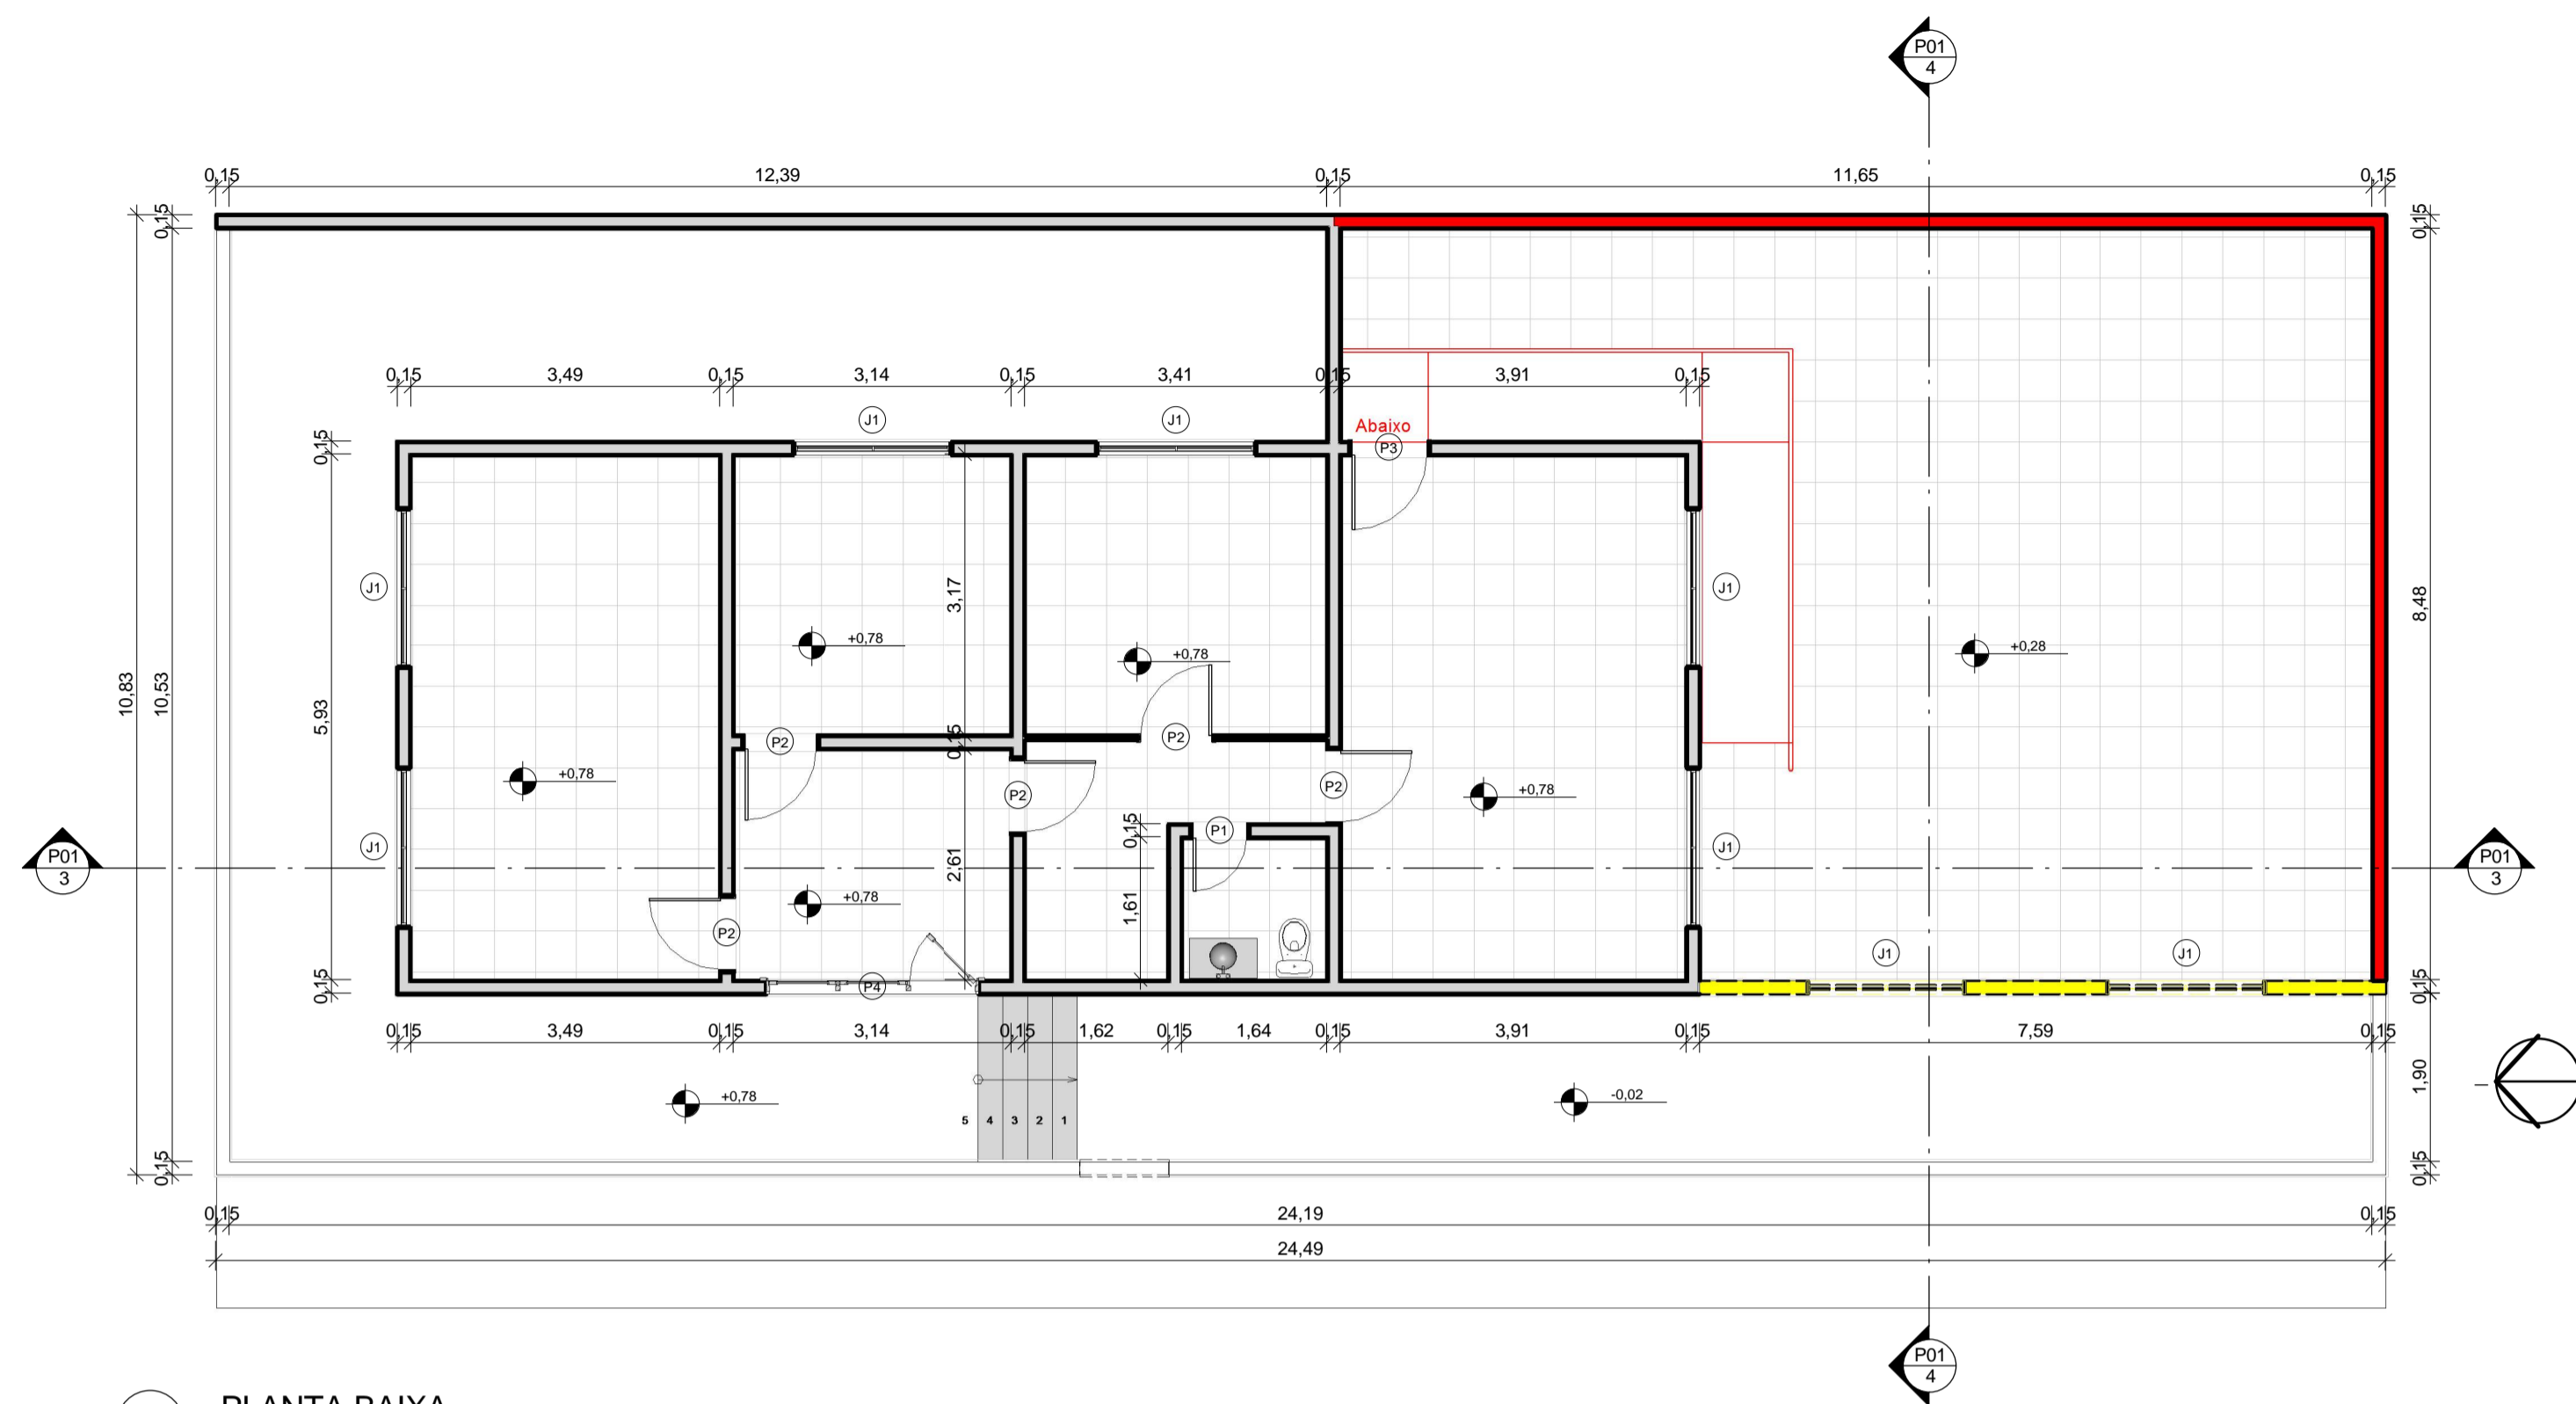 P01
4
0,15 12,39 0,15 11,65 0,15
0,15
0,15
0,15
0,15 3,49 0,15 3,14 0,15 3,41 0,15 3,91 0,15
J1
J1
Abaixo
P3
0,15
J1
3,17
J1
8,48
+0,78
+0,78
+0,28
10,83
10,53
5,93
0,15
P2
P2
+0,78
P2
P2
+0,78
P01
3
J1
0,15
P1
J1
P01
3
2,61
+0,78
1,61
P2
J1
J1
0,15
P4
0,15
0,15 3,49 0,15 3,14 0,15 1,62 0,15 1,64 0,15 3,91 0,15 7,59 0,15
1,90
+0,78
-0,02
5 4 3 2 1
0,15
0,15
0,15 24,19 0,15
24,49
P01
4
PLANTA BAIXA